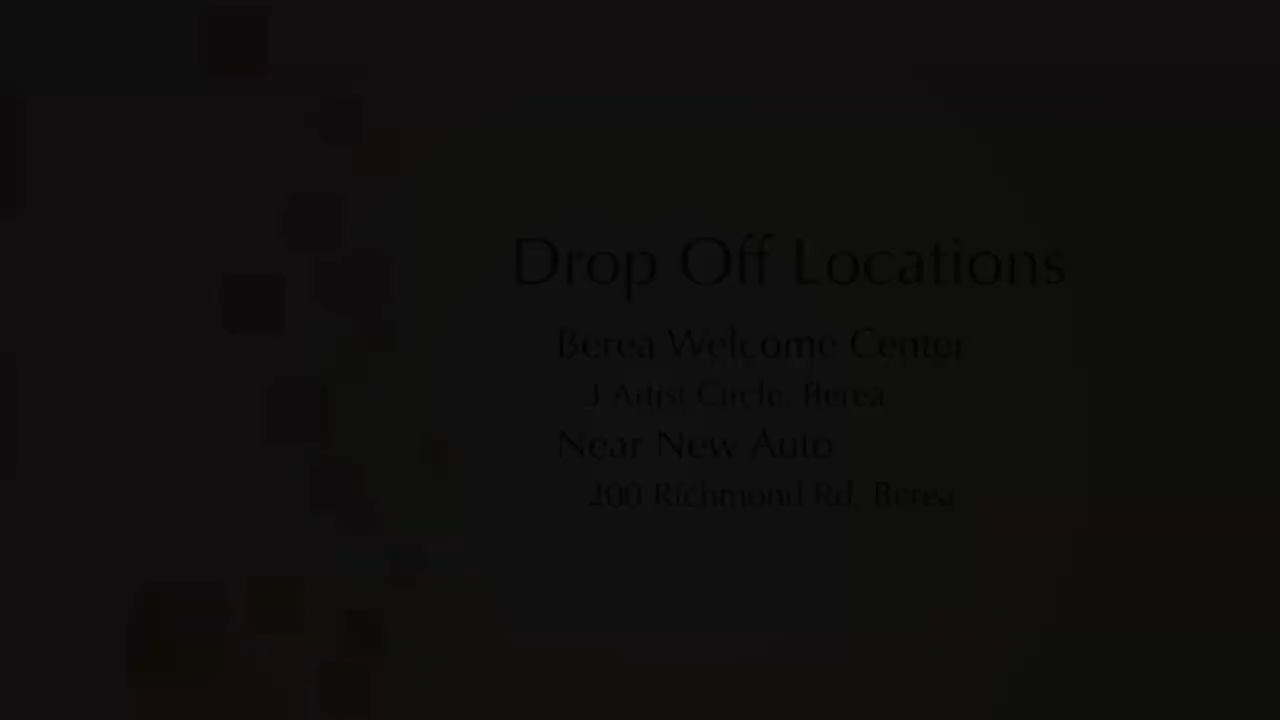 Drop Off Locations
Berea Welcome Center
3 Artist Circle, Berea
Near New Auto
200 Richmond Rd, Berea